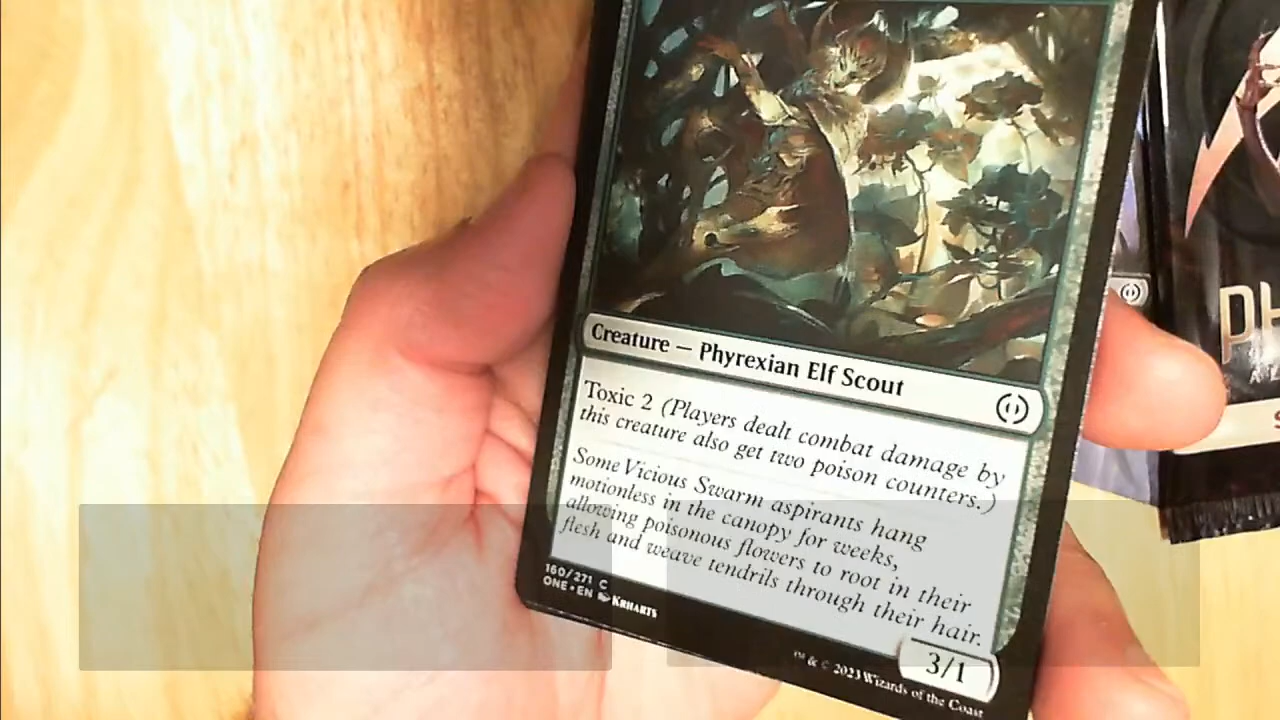 Creature — Phyrexian Elf Scout
Toxic 2 (Players dealt combat damage by
this creature also get two poison counters.)
Some Vicious Swarm aspirants hang
motionless in the canopy for weeks,
allowing poisonous flowers to root in their
flesh and weave tendrils through their hair.
3/1
160/271 C
ONE • EN KRHARTS
™ & © 2023 Wizards of the Coast
PH